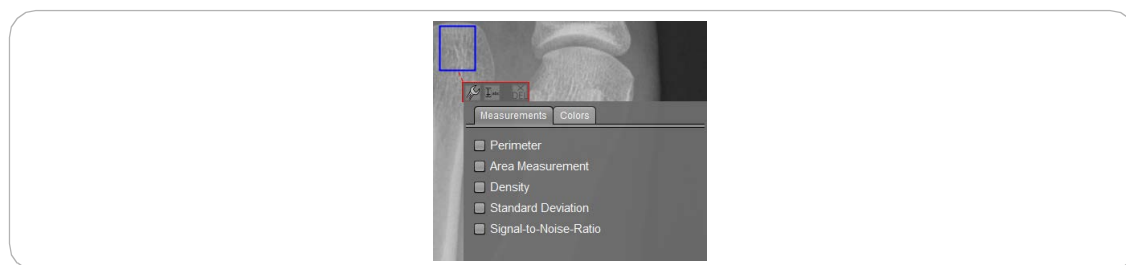 Measurements Colors
Perimeter
Area Measurement
Density
Standard Deviation
Signal-to-Noise-Ratio